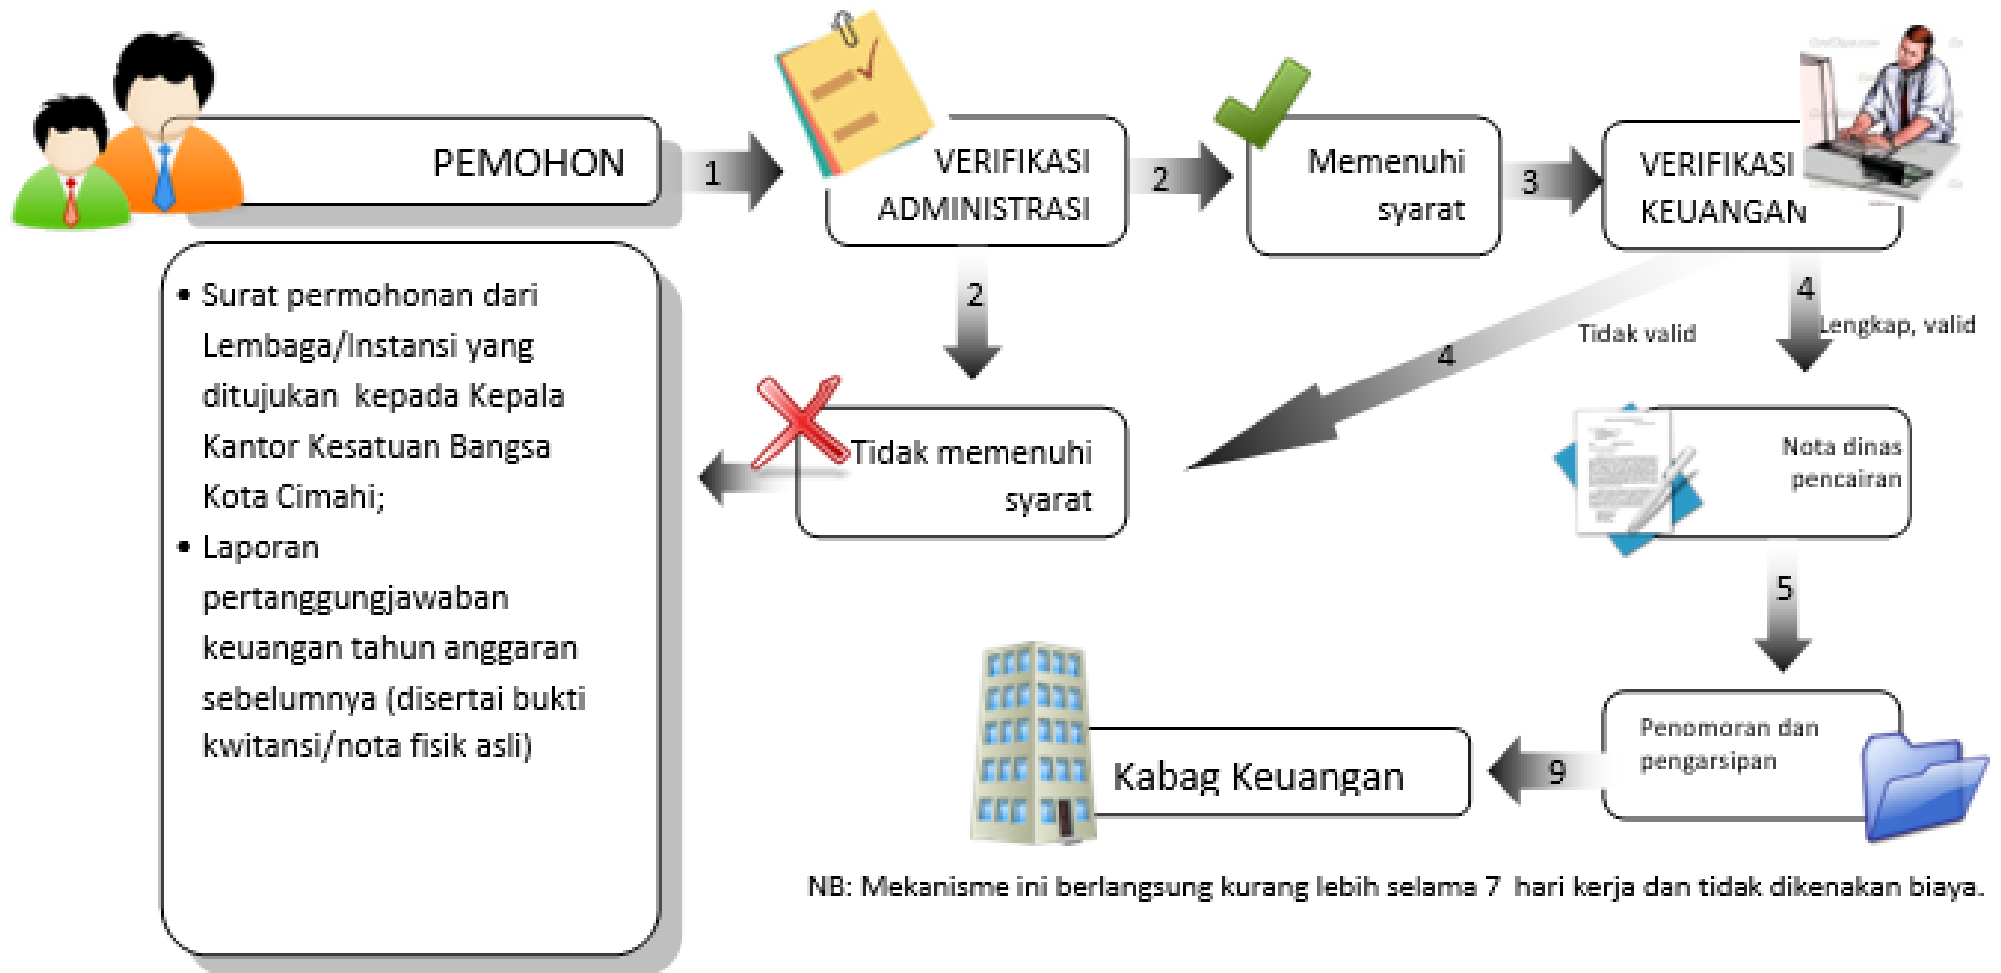 PEMOHON
1
VERIFIKASI
ADMINISTRASI
2
Memenuhi
syarat
3
VERIFIKASI
KEUANGAN
• Surat permohonan dari
Lembaga/Instansi yang
ditujukan kepada Kepala
Kantor Kesatuan Bangsa
Kota Cimahi;
• Laporan
pertanggungjawaban
keuangan tahun anggaran
sebelumnya (disertai bukti
kwitansi/nota fisik asli)
2
4
Tidak valid
4
Lengkap, valid
Tidak memenuhi
syarat
Nota dinas
pencairan
5
Penomoran dan
pengarsipan
9
Kabag Keuangan
NB: Mekanisme ini berlangsung kurang lebih selama 7 hari kerja dan tidak dikenakan biaya.